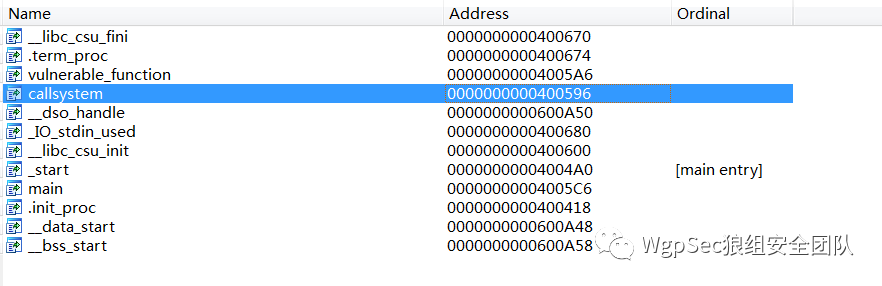 Name Address Ordinal
__libc_csu_fini 0000000000400670
.term_proc 0000000000400674
vulnerable_function 00000000004005A6
callsystem 0000000000400596
__dso_handle 0000000000600A50
_IO_stdin_used 0000000000400680
__libc_csu_init 0000000000400600
_start 00000000004004A0 [main entry]
main 00000000004005C6
.init_proc 0000000000400418
__data_start 0000000000600A48
__bss_start 0000000000600A58
WgpSec狼组安全团队